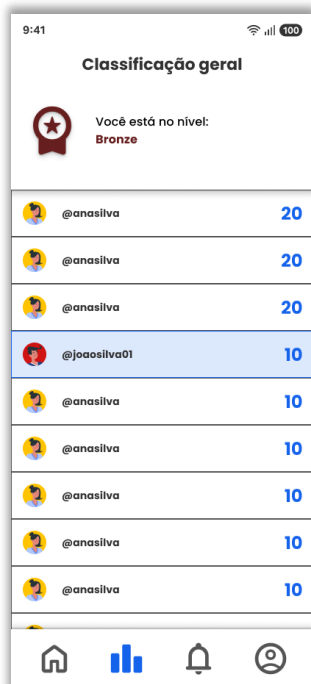 9:41
100
Classificação geral
Você está no nível:
Bronze
@anasilva 20
@anasilva 20
@anasilva 20
@joaosilva01 10
@anasilva 10
@anasilva 10
@anasilva 10
@anasilva 10
@anasilva 10